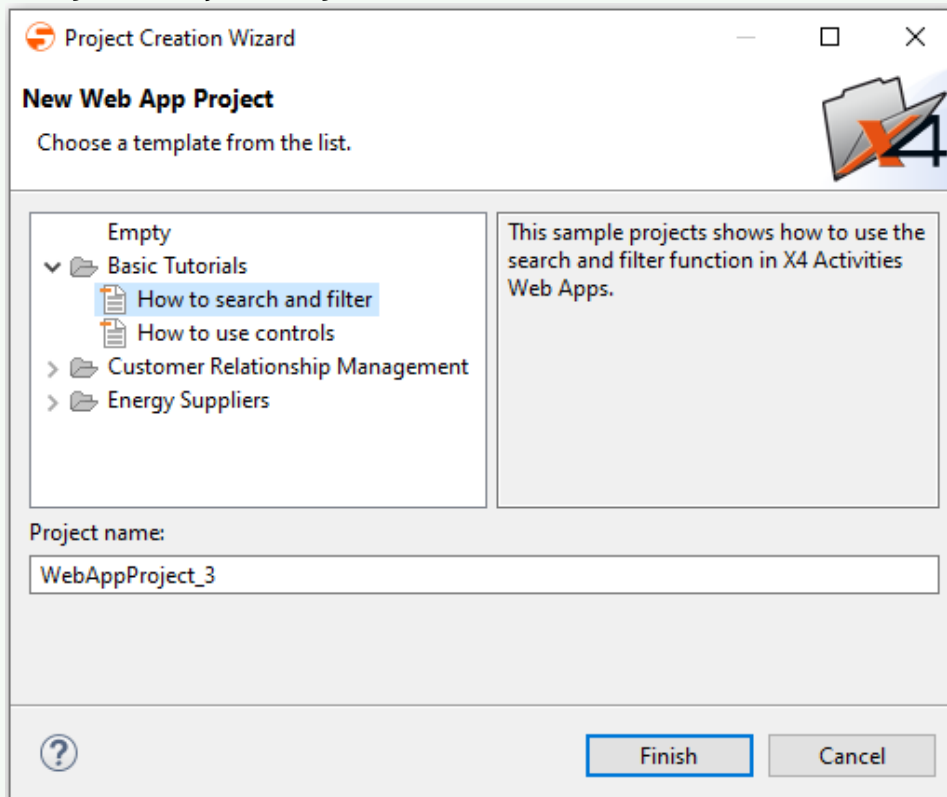 Project Creation Wizard
New Web App Project
Choose a template from the list.
X4
Empty
Basic Tutorials
How to search and filter
How to use controls
Customer Relationship Management
Energy Suppliers
This sample projects shows how to use the
search and filter function in X4 Activities
Web Apps.
Project name:
WebAppProject_3
?
Finish
Cancel